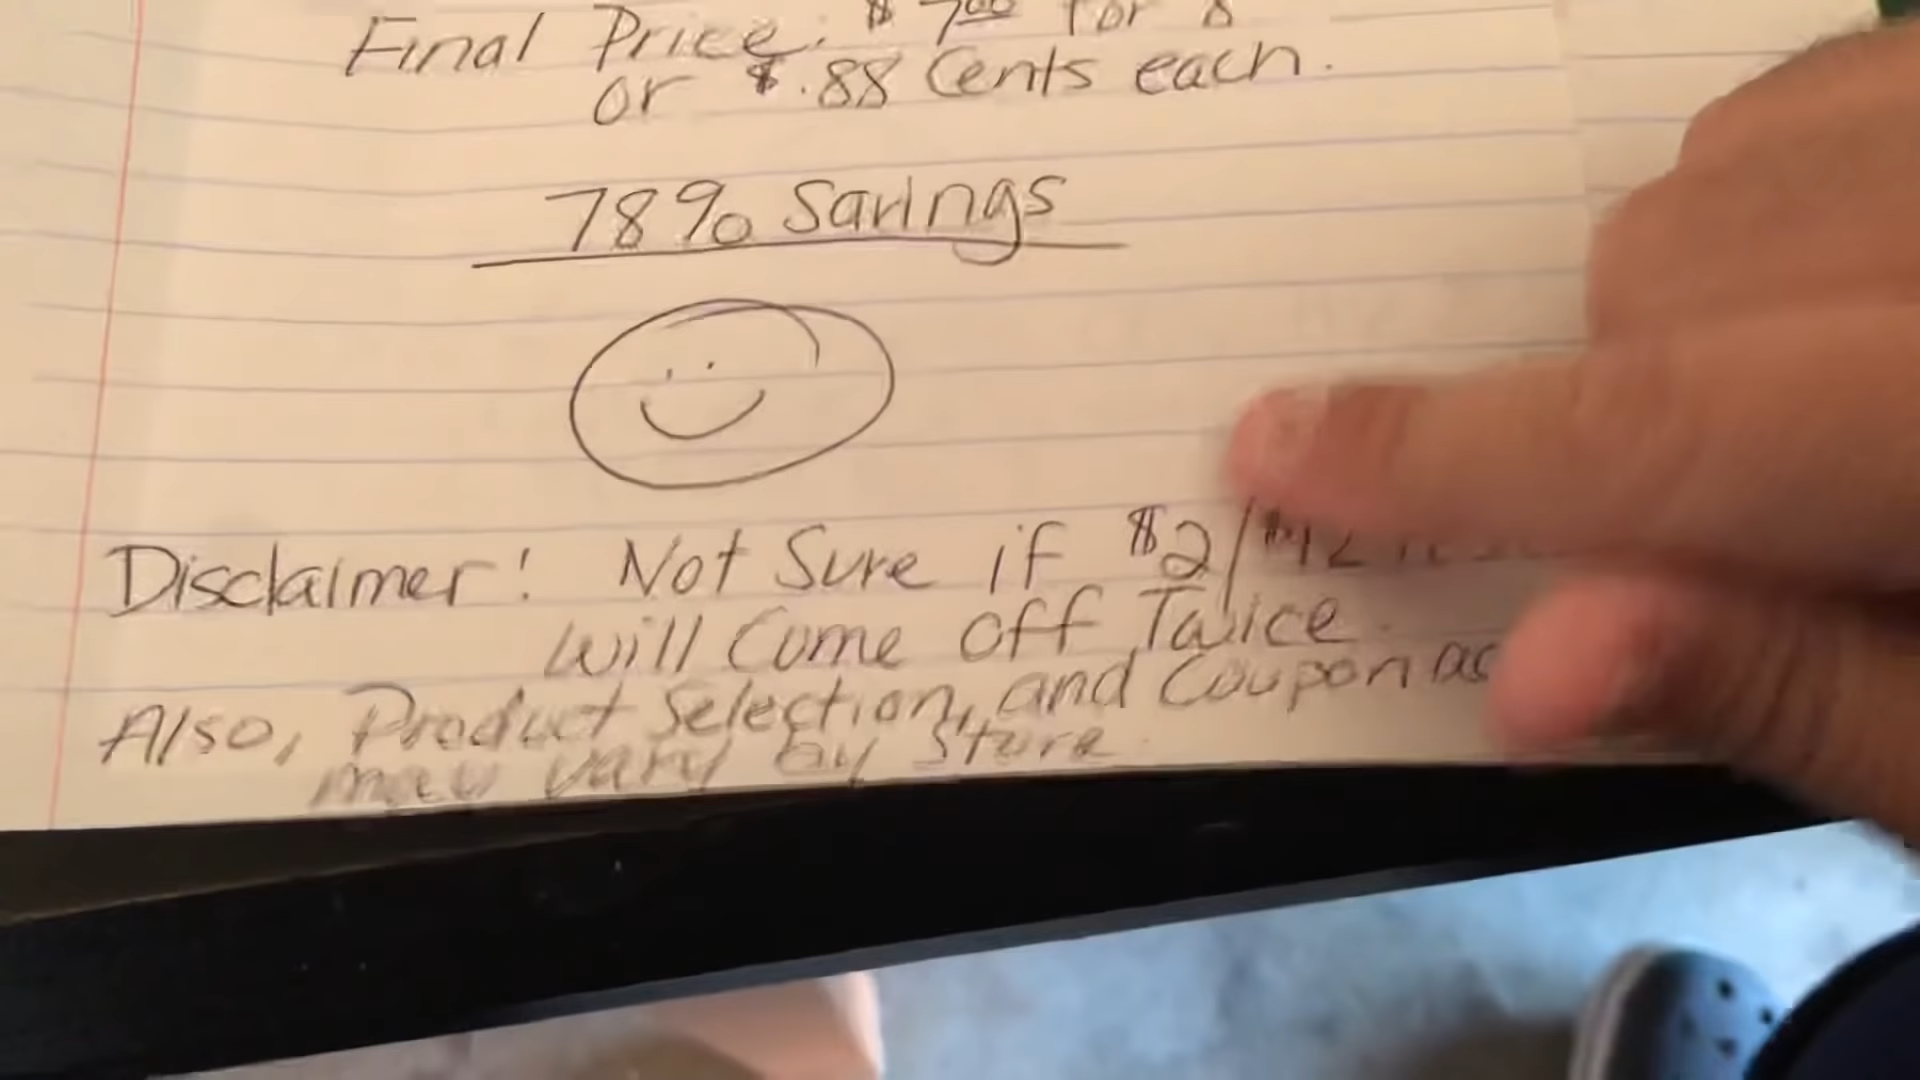 Final Price: $7.00 for 8
or $.88 Cents each.
78% Savings
Disclaimer! Not Sure if $2/$12
will Come off Twice.
Also, Product Selection, and Coupon
may vary by Store.